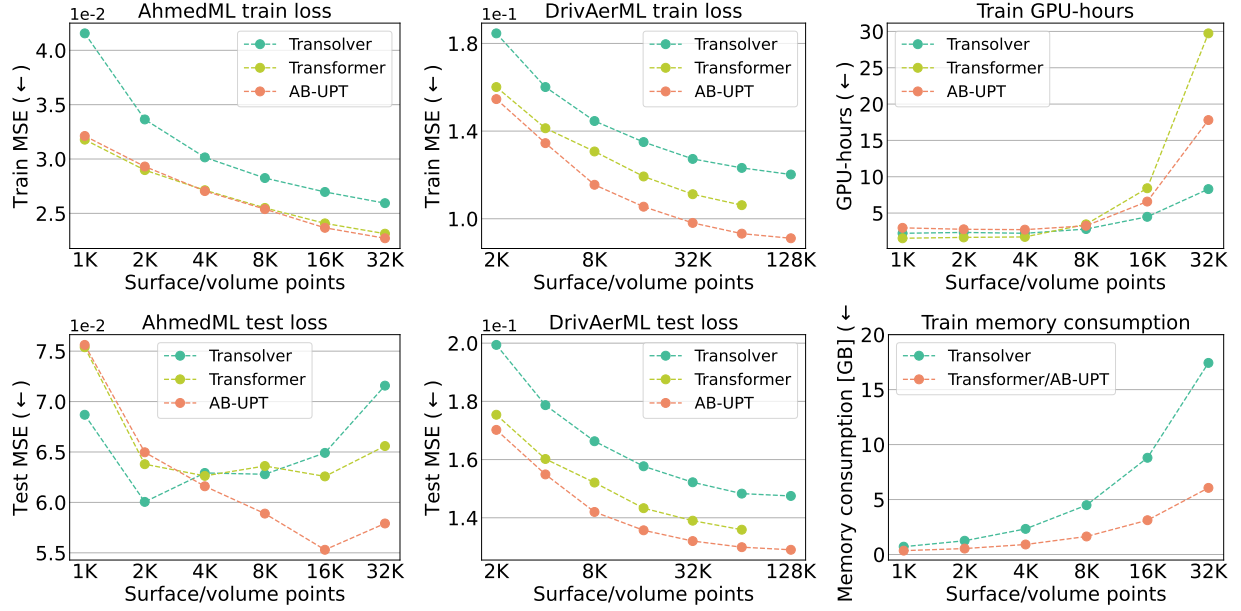 AhmedML train loss
1e-2
Train MSE (←)
4.0
3.5
3.0
2.5
Transolver
Transformer
AB-UPT
1K 2K 4K 8K 16K 32K
Surface/volume points
DrivAerML train loss
1e-1
Train MSE (←)
1.8
1.4
1.0
Transolver
Transformer
AB-UPT
2K 8K 32K 128K
Surface/volume points
Train GPU-hours
GPU-hours (←)
30
25
20
15
10
5
Transolver
Transformer
AB-UPT
1K 2K 4K 8K 16K 32K
Surface/volume points
AhmedML test loss
1e-2
Test MSE (←)
7.5
7.0
6.5
6.0
5.5
Transolver
Transformer
AB-UPT
1K 2K 4K 8K 16K 32K
Surface/volume points
DrivAerML test loss
1e-1
Test MSE (←)
2.0
1.8
1.6
1.4
Transolver
Transformer
AB-UPT
2K 8K 32K 128K
Surface/volume points
Train memory consumption
Memory consumption [GB] (←
20
15
10
5
0
Transolver
Transformer/AB-UPT
1K 2K 4K 8K 16K 32K
Surface/volume points